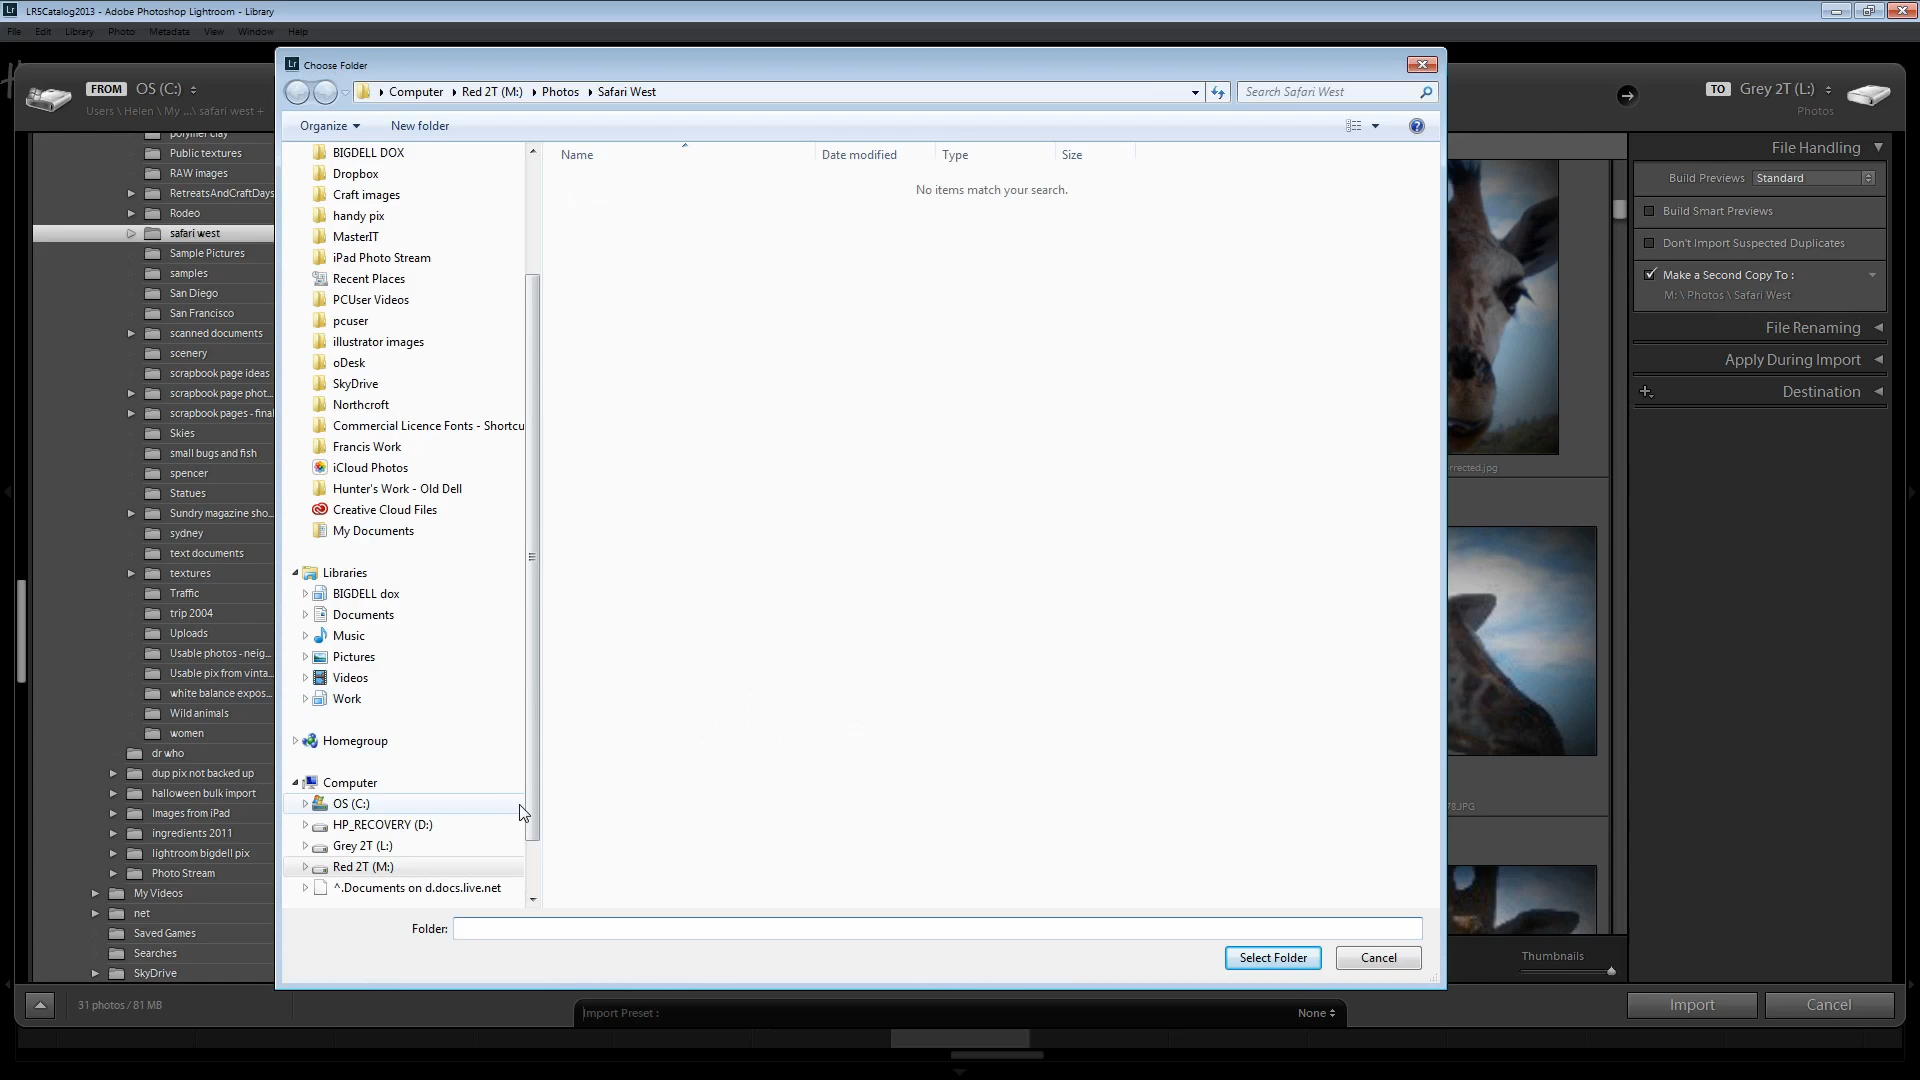 LR5Catalog2013 - Adobe Photoshop Lightroom - Library
File Edit Library Photo Metadata View Window Help
FROM OS (C:)
Users \ Helen \ My ...\ safari west +
TO Grey 2T (L:)
Photos
Choose Folder
Computer Red 2T (M:) Photos Safari West
Search Safari West
Organize New folder
Name Date modified Type Size
No items match your search.
polymer clay
Public textures
RAW images
RetreatsAndCraftDays
Rodeo
safari west
Sample Pictures
samples
San Diego
San Francisco
scanned documents
scenery
scrapbook page ideas
scrapbook page phot...
scrapbook pages - final
Skies
small bugs and fish
spencer
Statues
Sundry magazine sho...
sydney
text documents
textures
Traffic
trip 2004
Uploads
Usable photos - neig...
Usable pix from vinta...
white balance expos...
Wild animals
women
dr who
dup pix not backed up
halloween bulk import
Images from iPad
ingredients 2011
lightroom bigdell pix
Photo Stream
My Videos
net
Saved Games
Searches
SkyDrive
BIGDELL DOX
Dropbox
Craft images
handy pix
MasterIT
iPad Photo Stream
Recent Places
PCUser Videos
pcuser
illustrator images
oDesk
SkyDrive
Northcroft
Commercial Licence Fonts - Shortcu
Francis Work
iCloud Photos
Hunter's Work - Old Dell
Creative Cloud Files
My Documents
Libraries
BIGDELL dox
Documents
Music
Pictures
Videos
Work
Homegroup
Computer
OS (C:)
HP_RECOVERY (D:)
Grey 2T (L:)
Red 2T (M:)
^.Documents on d.docs.live.net
Folder:
Select Folder Cancel
File Handling
Build Previews Standard
Build Smart Previews
Don't Import Suspected Duplicates
Make a Second Copy To :
M: \ Photos \ Safari West
File Renaming
Apply During Import
Destination
rrected.jpg
78.JPG
Thumbnails
31 photos / 81 MB
Import Preset : None
Import Cancel